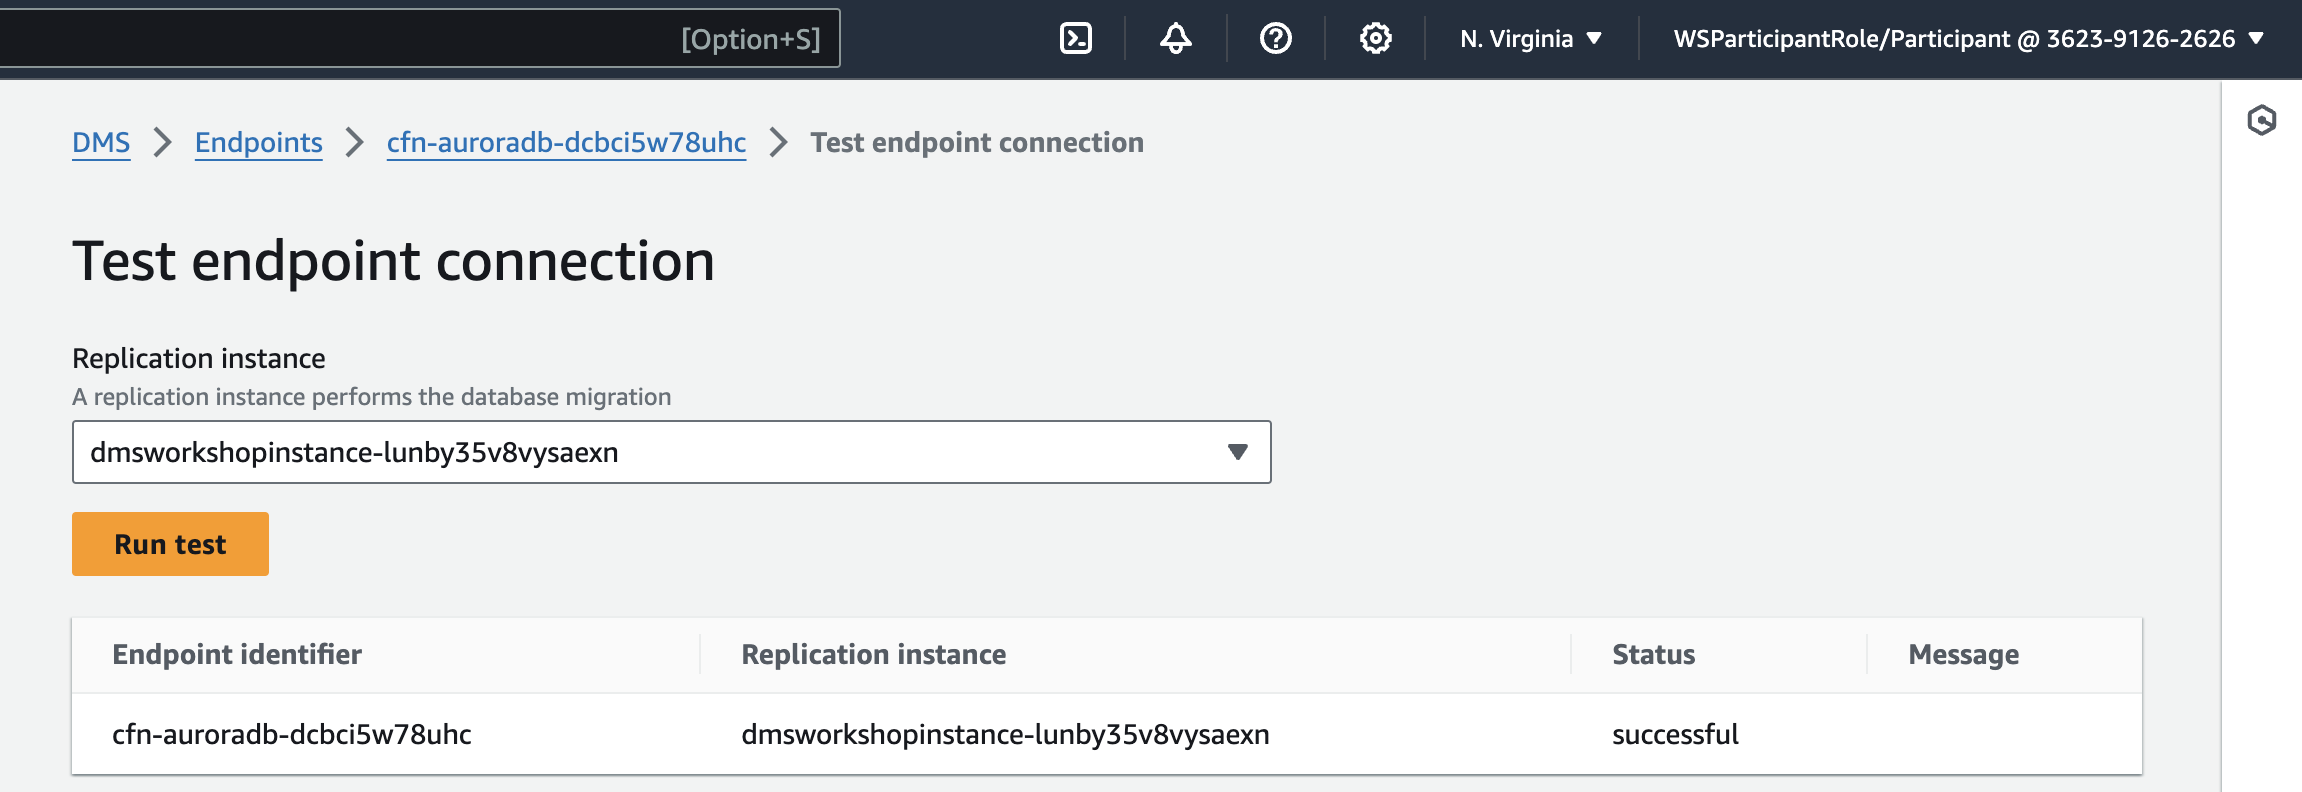 [Option+S] N. Virginia WSParticipantRole/Participant @ 3623-9126-2626
DMS Endpoints cfn-auroradb-dcbci5w78uhc Test endpoint connection
Test endpoint connection
Replication instance
A replication instance performs the database migration
dmsworkshopinstance-lunby35v8vysaexn
Run test
Endpoint identifier Replication instance Status Message
cfn-auroradb-dcbci5w78uhc dmsworkshopinstance-lunby35v8vysaexn successful